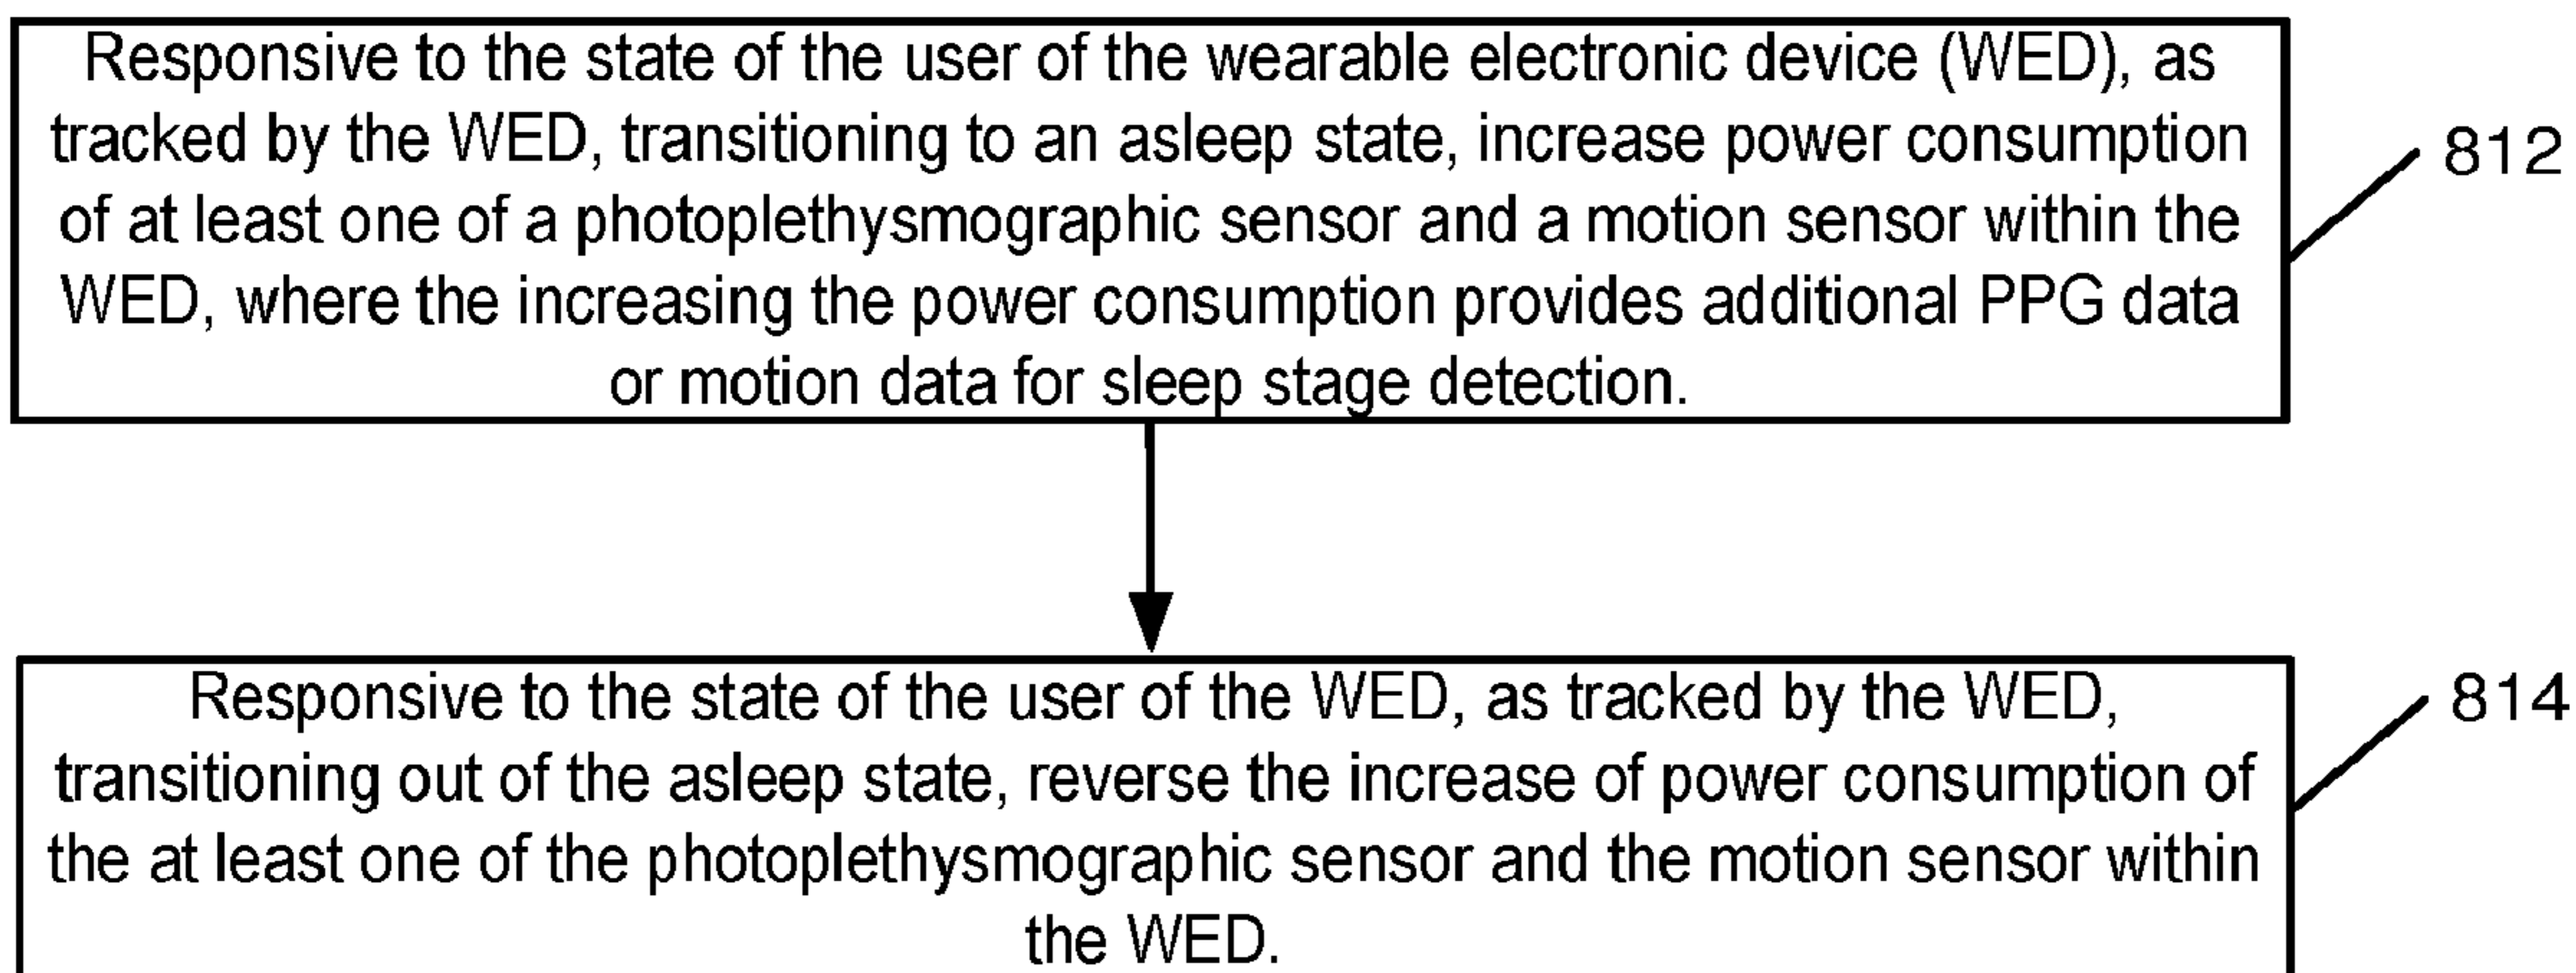 Responsive to the state of the user of the wearable electronic device (WED), as
tracked by the WED, transitioning to an asleep state, increase power consumption
of at least one of a photoplethysmographic sensor and a motion sensor within the
WED, where the increasing the power consumption provides additional PPG data
or motion data for sleep stage detection.
812
Responsive to the state of the user of the WED, as tracked by the WED,
transitioning out of the asleep state, reverse the increase of power consumption of
the at least one of the photoplethysmographic sensor and the motion sensor within
the WED.
814